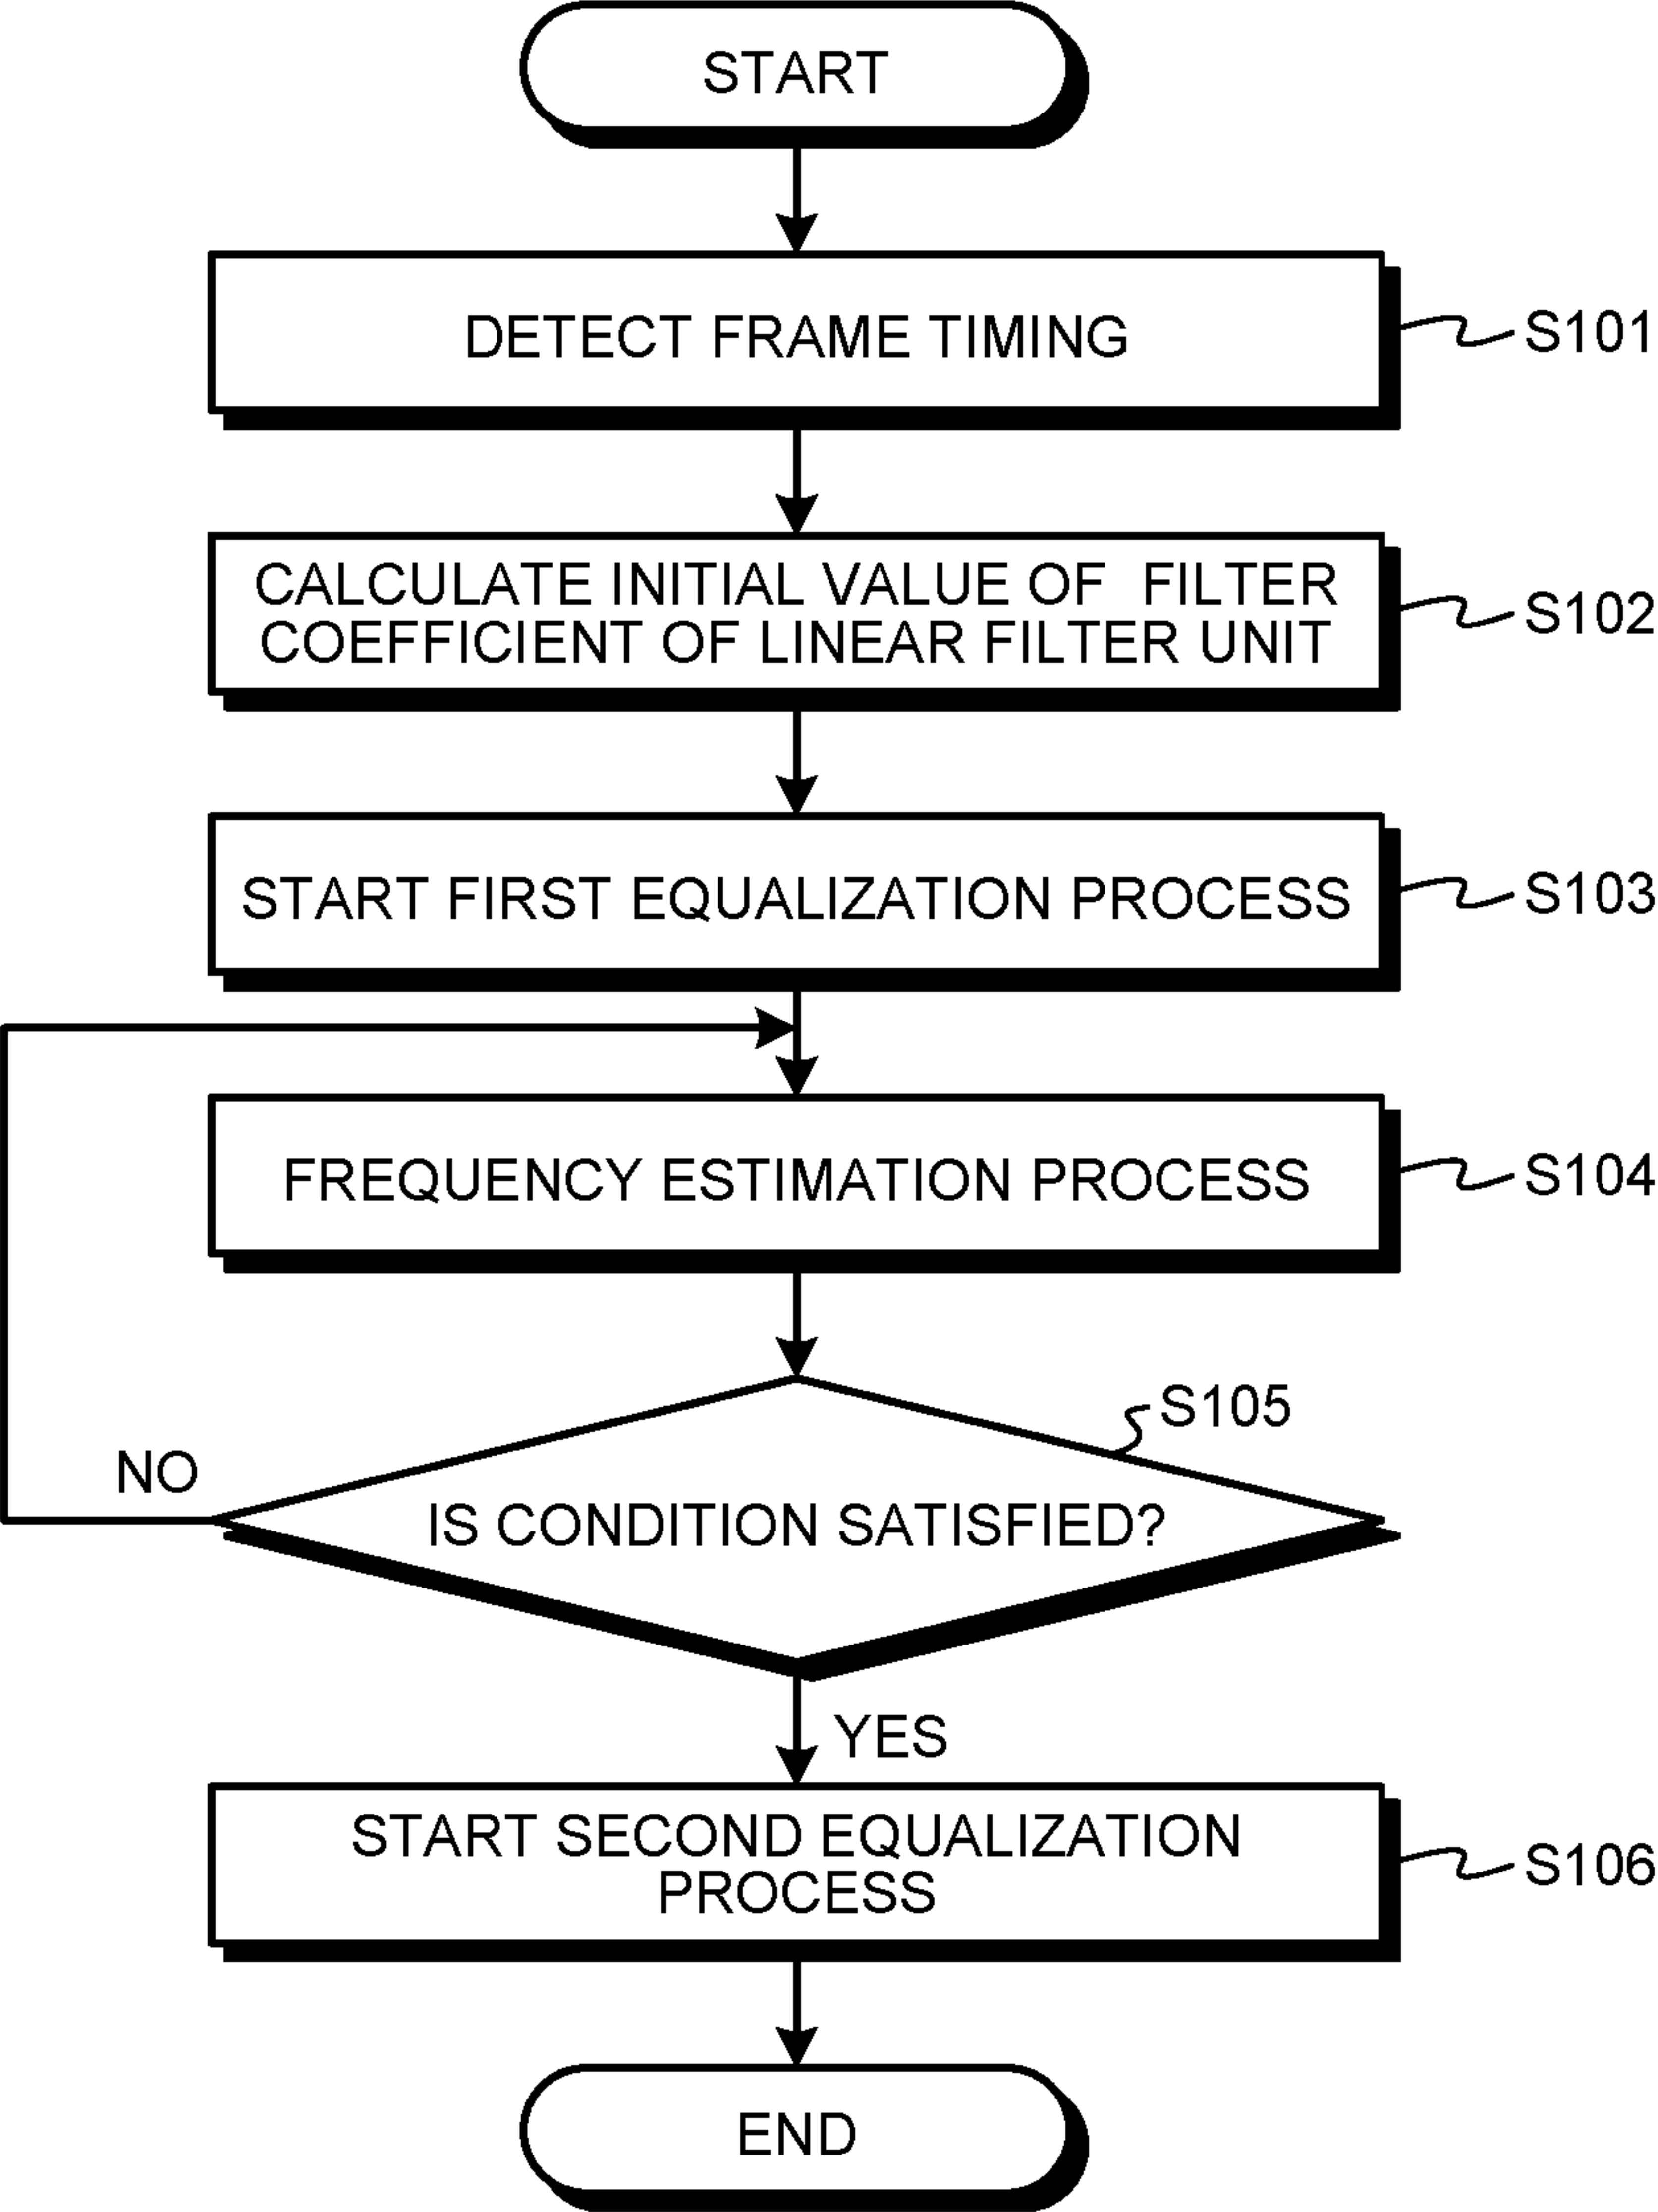 START
DETECT FRAME TIMING
S101
CALCULATE INITIAL VALUE OF FILTER
COEFFICIENT OF LINEAR FILTER UNIT
S102
START FIRST EQUALIZATION PROCESS
S103
FREQUENCY ESTIMATION PROCESS
S104
S105
NO
IS CONDITION SATISFIED?
YES
START SECOND EQUALIZATION
PROCESS
S106
END